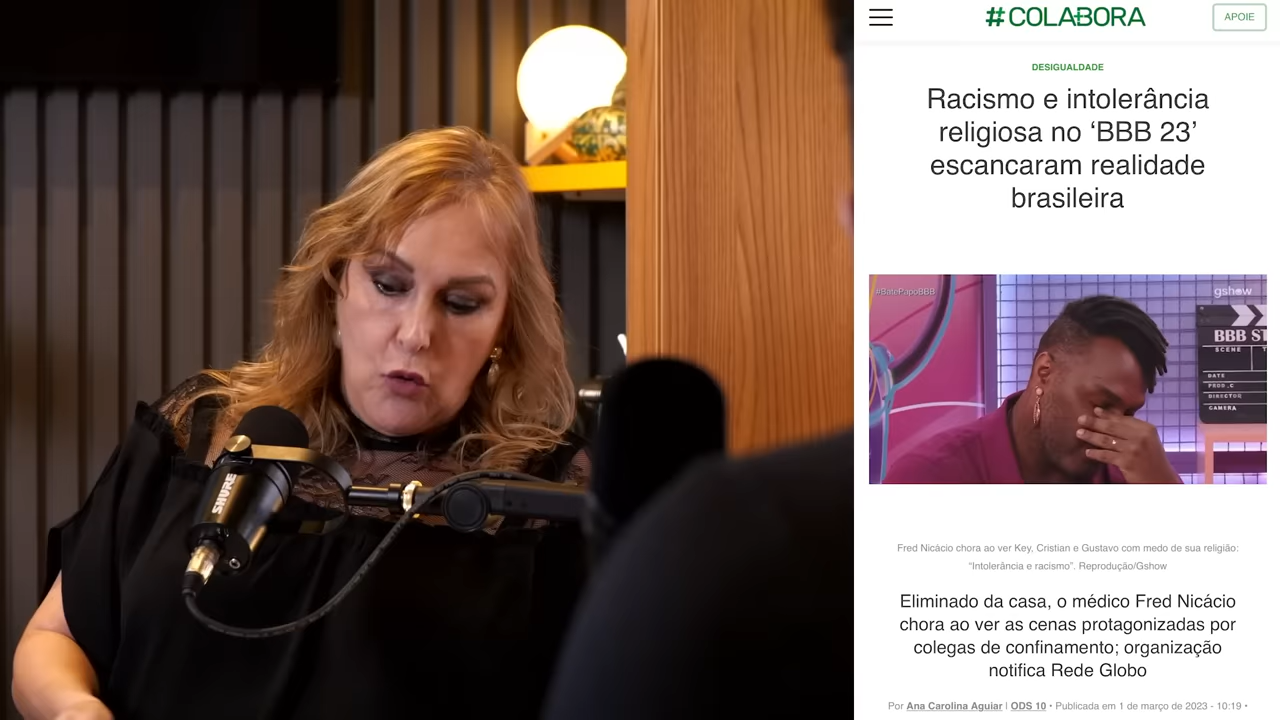 SHURE
#COLABORA
APOIE
DESIGUALDADE
Racismo e intolerância
religiosa no ‘BBB 23’
escancaram realidade
brasileira
#BatePapoBBB
gshow
BBB ST
SCENE
T
DATE
PROD.C
DIRECTOR
CAMERA
Fred Nicácio chora ao ver Key, Cristian e Gustavo com medo de sua religião:
“Intolerância e racismo”. Reprodução/Gshow
Eliminado da casa, o médico Fred Nicácio
chora ao ver as cenas protagonizadas por
colegas de confinamento; organização
notifica Rede Globo
Por Ana Carolina Aguiar | ODS 10 • Publicada em 1 de março de 2023 - 10:19 •